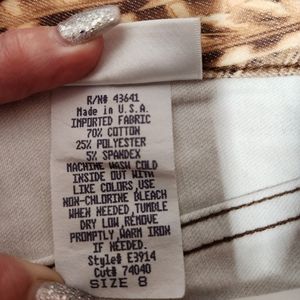 R/N# 43641
Made in U.S.A.
IMPORTED FABRIC
70% COTTON
25% POLYESTER
5% SPANDEX
MACHINE WASH COLD
INSIDE OUT WITH
LIKE COLORS,USE
NON-CHLORINE BLEACH
WHEN NEEDED,TUMBLE
DRY LOW,REMOVE
PROMPTLY,WARM IRON
IF NEEDED.
Style# E3914
Cut# 74040
SIZE 8